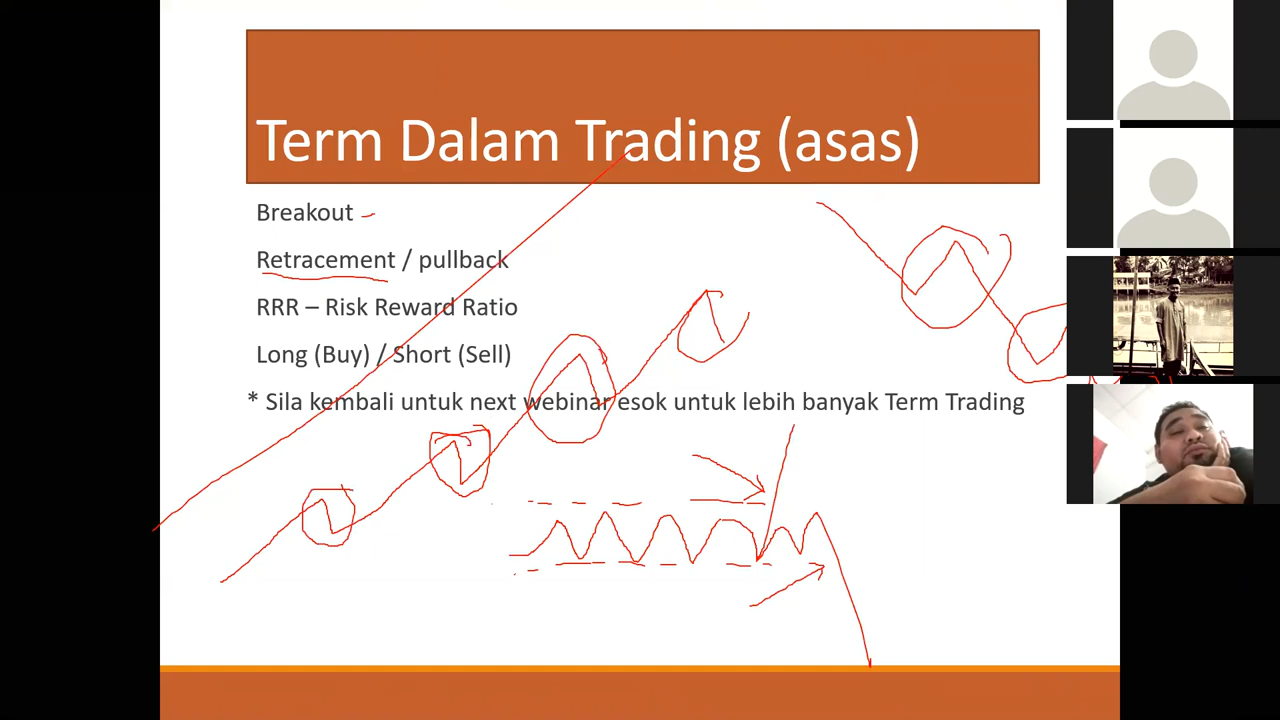 Term Dalam Trading (asas)
Breakout
Retracement / pullback
RRR – Risk Reward Ratio
Long (Buy) / Short (Sell)
* Sila kembali untuk next webinar esok untuk lebih banyak Term Trading